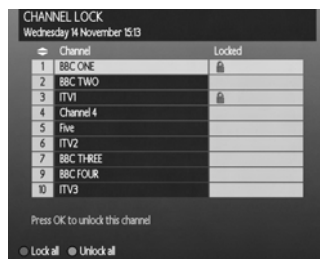 CHANNEL LOCK
Wednesday 14 November 15:13
Channel Locked
1 BBC ONE
2 BBC TWO
3 ITV1
4 Channel 4
5 Five
6 ITV2
7 BBC THREE
9 BBC FOUR
10 ITV3
Press OK to unlock this channel
Lock all Unlock all